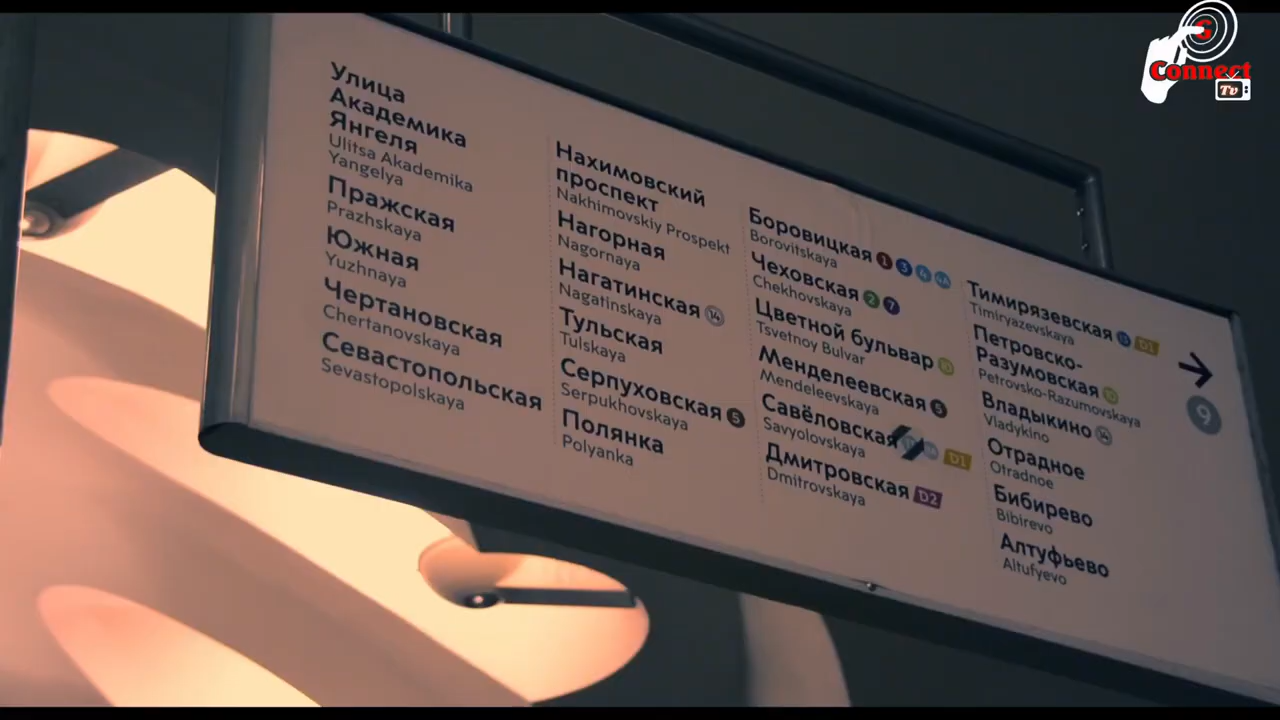 G
Connect
Tv
Улица
Академика
Янгеля
Ulitsa Akademika
Yangelya
Пражская
Prazhskaya
Южная
Yuzhnaya
Чертановская
Chertanovskaya
Севастопольская
Sevastopolskaya
Нахимовский
проспект
Nakhimovskiy Prospekt
Нагорная
Nagornaya
Нагатинская 14
Nagatinskaya
Тульская
Tulskaya
Серпуховская 5
Serpukhovskaya
Полянка
Polyanka
Боровицкая 1 3 4 4A
Borovitskaya
Чеховская 2 7
Chekhovskaya
Цветной бульвар 10
Tsvetnoy Bulvar
Менделеевская 5
Mendeleevskaya
Савёловская D1
Savyolovskaya
Дмитровская D2
Dmitrovskaya
Тимирязевская 13 D1
Timiryazevskaya
Петровско-
Разумовская 10
Petrovsko-Razumovskaya
Владыкино 14
Vladykino
Отрадное
Otradnoe
Бибирево
Bibirevo
Алтуфьево
Altufyevo
9